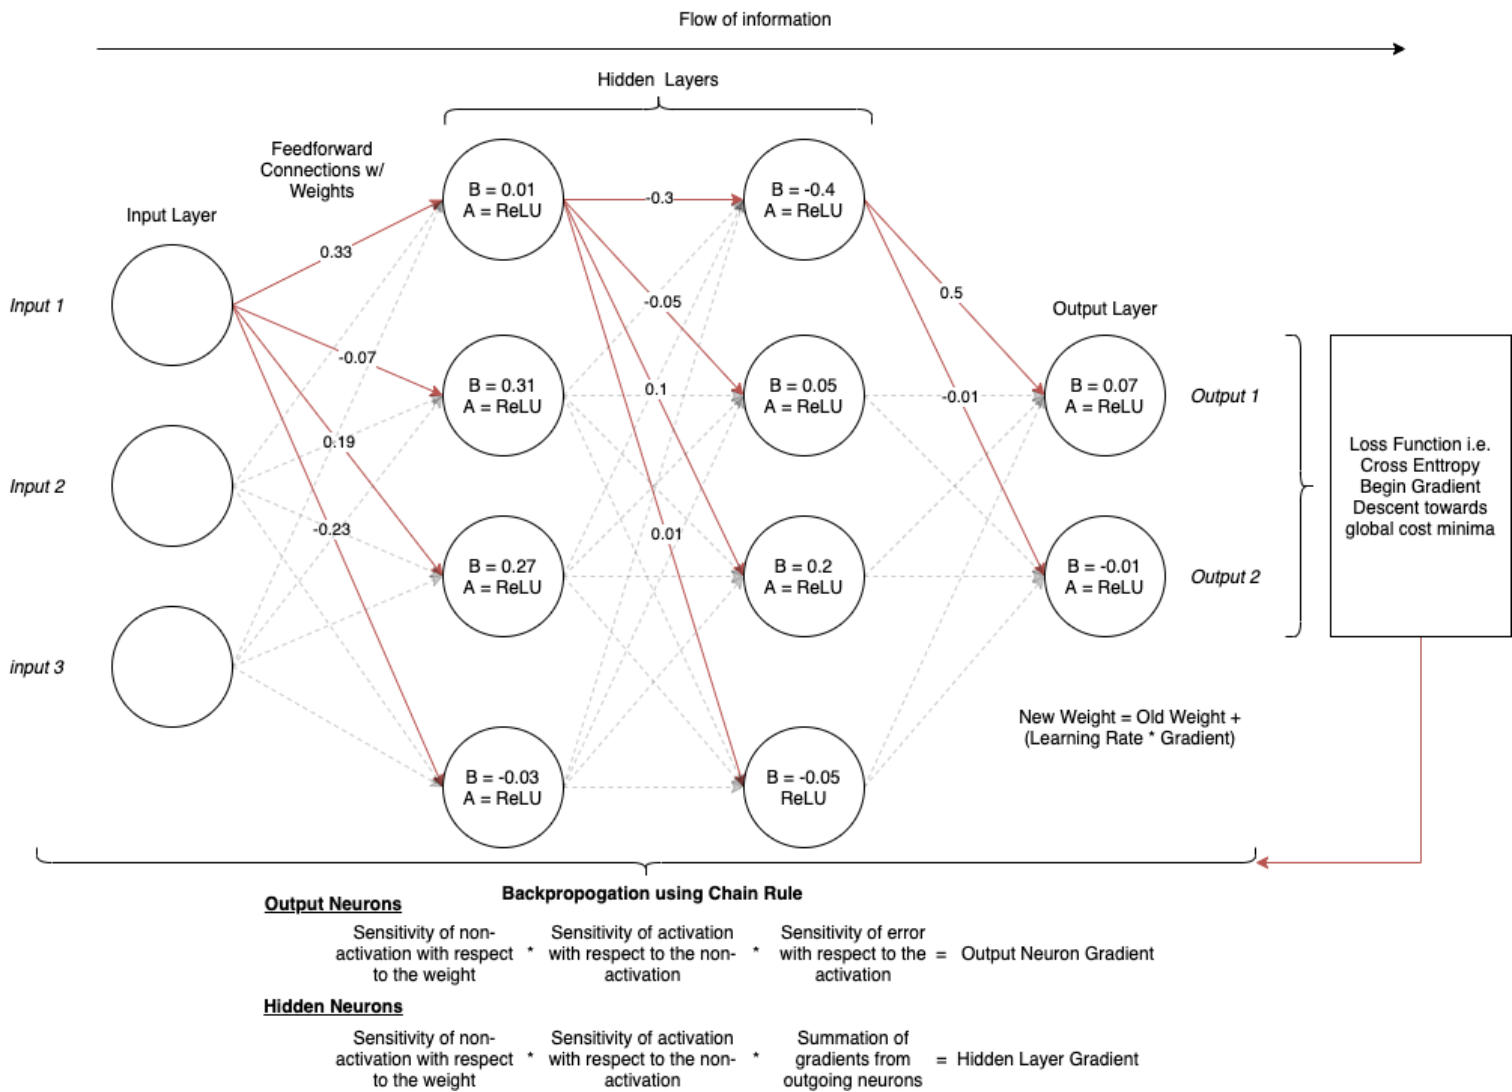 Flow of information
Hidden Layers
Feedforward
Connections w/
Weights
Input Layer
B = 0.01
A = ReLU
-0.3
B = -0.4
A = ReLU
0.33
Input 1
-0.07
-0.05
0.5
Output Layer
B = 0.31
A = ReLU
0.1
B = 0.05
A = ReLU
-0.01
B = 0.07
A = ReLU
Output 1
0.19
Input 2
-0.23
0.01
Loss Function i.e.
Cross Enttropy
Begin Gradient
Descent towards
global cost minima
B = 0.27
A = ReLU
B = 0.2
A = ReLU
B = -0.01
A = ReLU
Output 2
input 3
New Weight = Old Weight +
(Learning Rate * Gradient)
B = -0.03
A = ReLU
B = -0.05
ReLU
Backpropogation using Chain Rule
Output Neurons
Sensitivity of non-
activation with respect
to the weight
*
Sensitivity of activation
with respect to the non-
activation
*
Sensitivity of error
with respect to the
activation
= Output Neuron Gradient
Hidden Neurons
Sensitivity of non-
activation with respect
to the weight
*
Sensitivity of activation
with respect to the non-
activation
*
Summation of
gradients from
outgoing neurons
= Hidden Layer Gradient